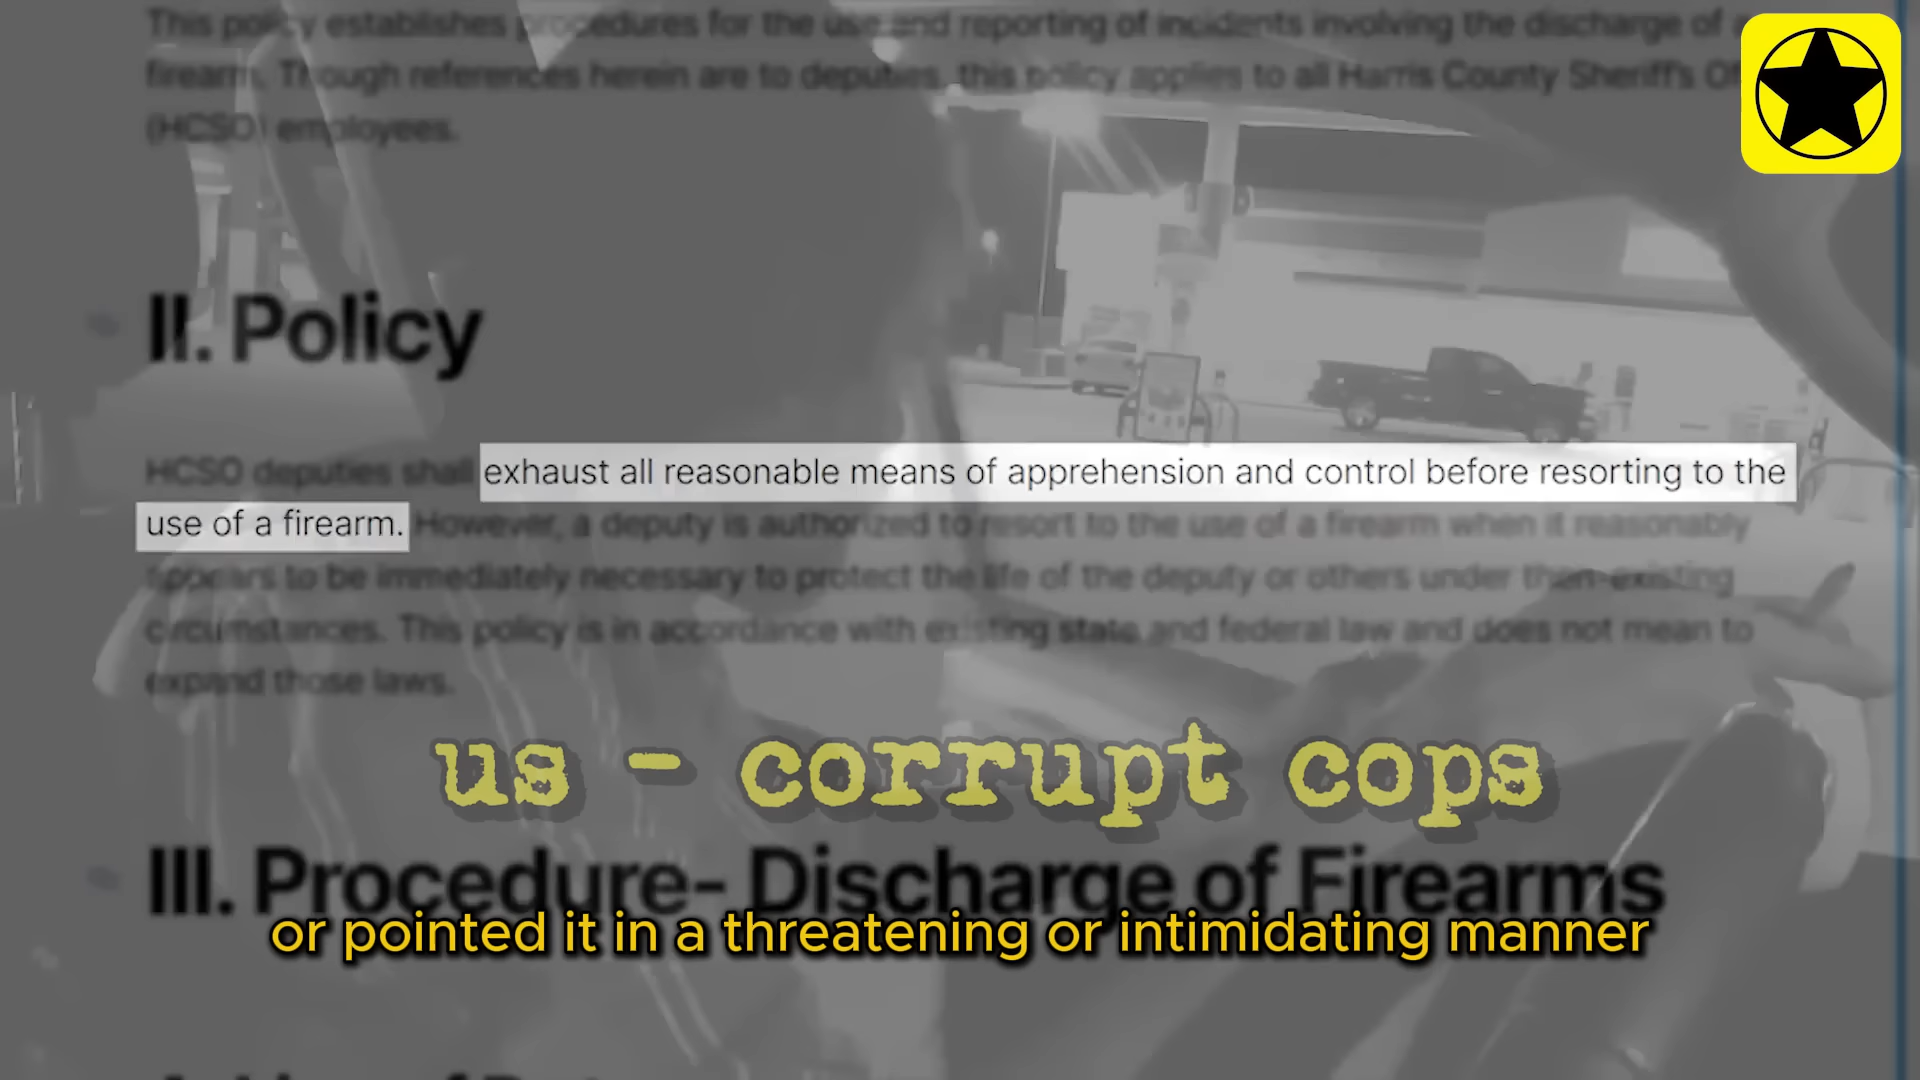 This policy establishes procedures for the use and reporting of incidents involving the discharge of a
firearm. Though references herein are to deputies, this policy applies to all Harris County Sheriff's
(HCSO) employees.
II. Policy
HCSO deputies shall exhaust all reasonable means of apprehension and control before resorting to the
use of a firearm. However, a deputy is authorized to resort to the use of a firearm when it reasonably
appears to be immediately necessary to protect the life of the deputy or others under then-existing
circumstances. This policy is in accordance with existing state and federal law and does not mean to
expand those laws.
us - corrupt cops
III. Procedure- Discharge of Firearms
or pointed it in a threatening or intimidating manner